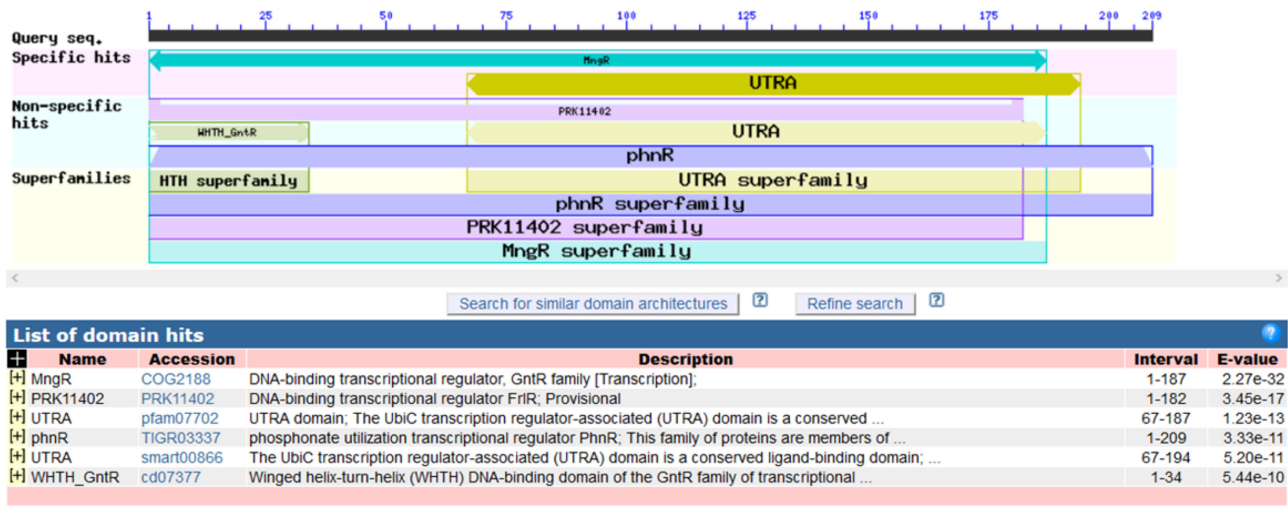 1 25 50 75 100 125 150 175 200 209
Query seq.
Specific hits
MngR
UTRA
Non-specific
hits
PRK11402
WHTH_GntR
UTRA
phnR
Superfamilies
HTH superfamily
UTRA superfamily
phnR superfamily
PRK11402 superfamily
MngR superfamily
< >
Search for similar domain architectures ? Refine search ?
List of domain hits ?
+ Name Accession Description Interval E-value
[+] MngR COG2188 DNA-binding transcriptional regulator, GntR family [Transcription]; 1-187 2.27e-32
[+] PRK11402 PRK11402 DNA-binding transcriptional regulator FrlR; Provisional 1-182 3.45e-17
[+] UTRA pfam07702 UTRA domain; The UbiC transcription regulator-associated (UTRA) domain is a conserved ... 67-187 1.23e-13
[+] phnR TIGR03337 phosphonate utilization transcriptional regulator PhnR; This family of proteins are members of ... 1-209 3.33e-11
[+] UTRA smart00866 The UbiC transcription regulator-associated (UTRA) domain is a conserved ligand-binding domain; ... 67-194 5.20e-11
[+] WHTH_GntR cd07377 Winged helix-turn-helix (WHTH) DNA-binding domain of the GntR family of transcriptional ... 1-34 5.44e-10